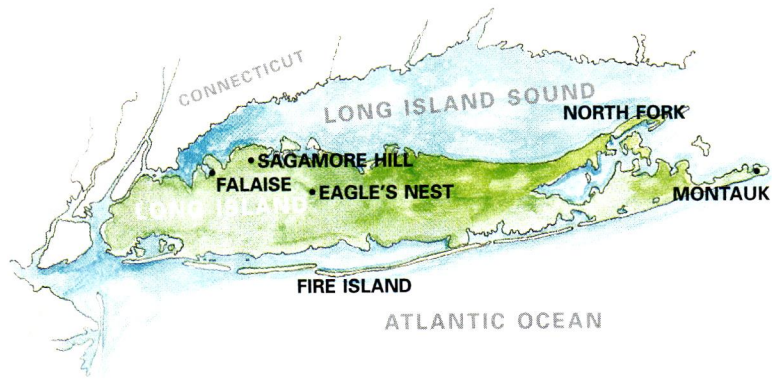 CONNECTICUT
LONG ISLAND SOUND
NORTH FORK
SAGAMORE HILL
FALAISE
EAGLE'S NEST
MONTAUK
LONG ISLAND
FIRE ISLAND
ATLANTIC OCEAN